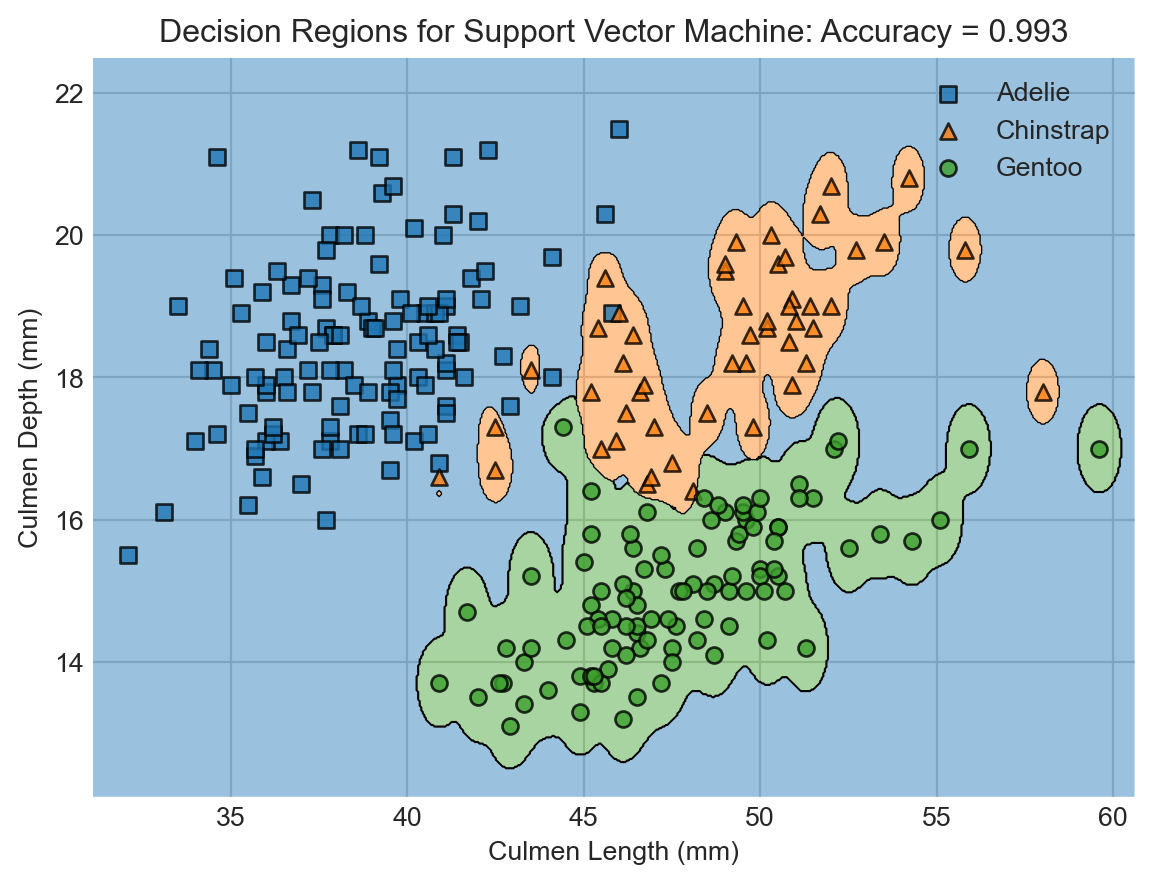 Decision Regions for Support Vector Machine: Accuracy = 0.993
Adelie
Chinstrap
Gentoo
22
20
18
16
14
Culmen Depth (mm)
35 40 45 50 55 60
Culmen Length (mm)